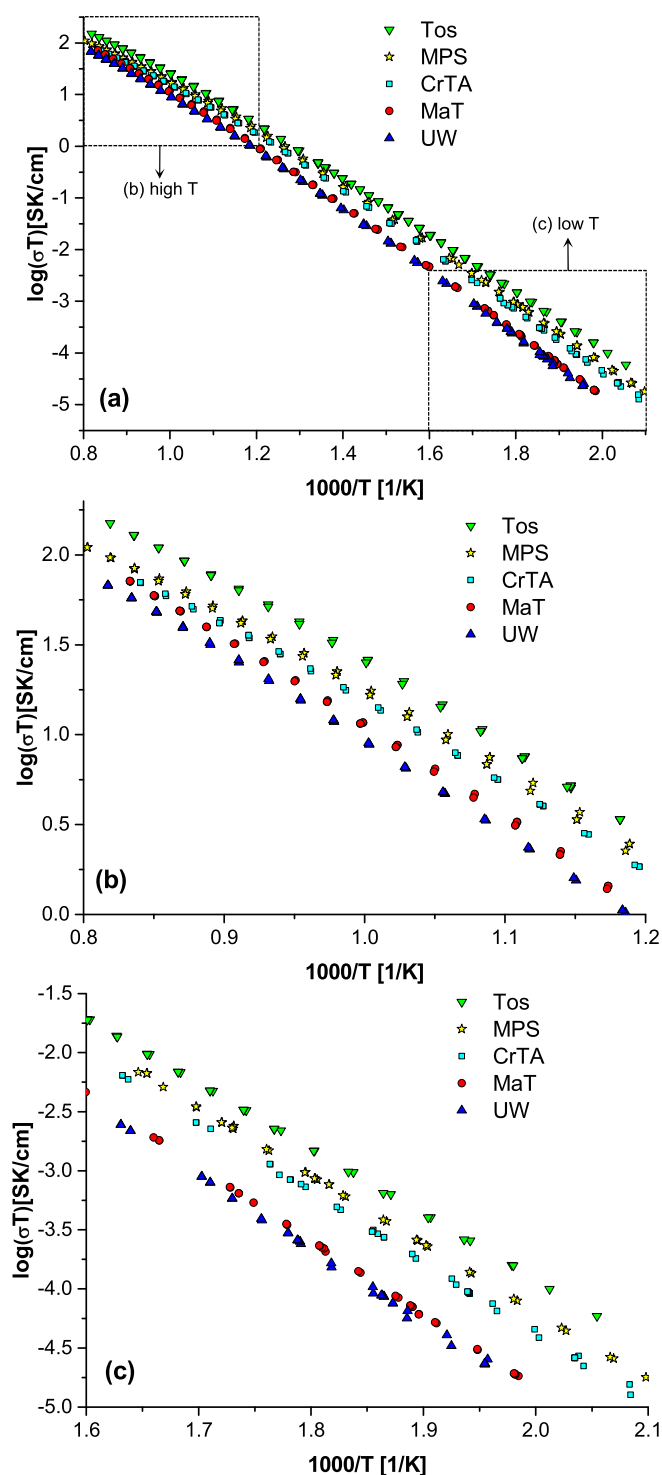 2
1
0
-1
-2
-3
-4
-5
log(σT)[SK/cm]
Tos
MPS
CrTA
MaT
UW
(b) high T
(c) low T
(a)
0.8 1.0 1.2 1.4 1.6 1.8 2.0
1000/T [1/K]
2.0
1.5
1.0
0.5
0.0
log(σT)[SK/cm]
Tos
MPS
CrTA
MaT
UW
(b)
0.8 0.9 1.0 1.1 1.2
1000/T [1/K]
-1.5
-2.0
-2.5
-3.0
-3.5
-4.0
-4.5
-5.0
log(σT)[SK/cm]
Tos
MPS
CrTA
MaT
UW
(c)
1.6 1.7 1.8 1.9 2.0 2.1
1000/T [1/K]